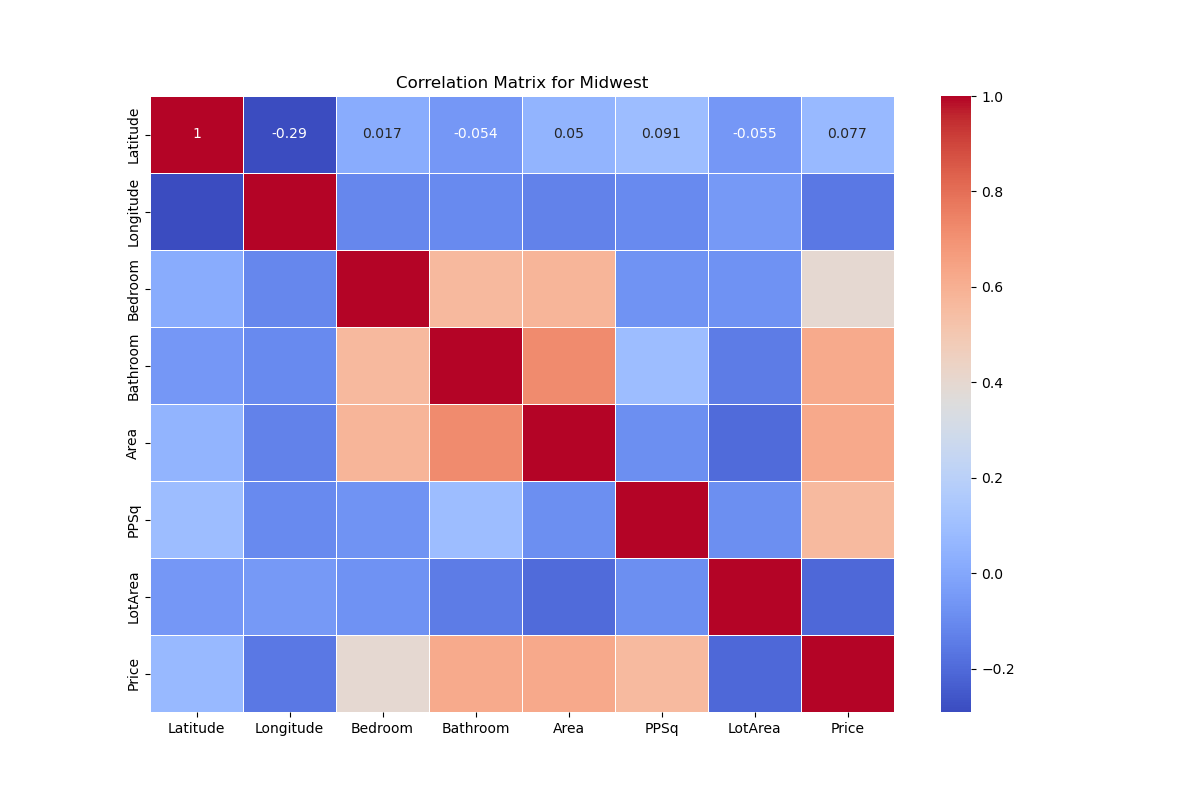 Correlation Matrix for Midwest
Latitude
1 -0.29 0.017 -0.054 0.05 0.091 -0.055 0.077
Longitude
Bedroom
Bathroom
Area
PPSq
LotArea
Price
Latitude Longitude Bedroom Bathroom Area PPSq LotArea Price
1.0
0.8
0.6
0.4
0.2
0.0
−0.2